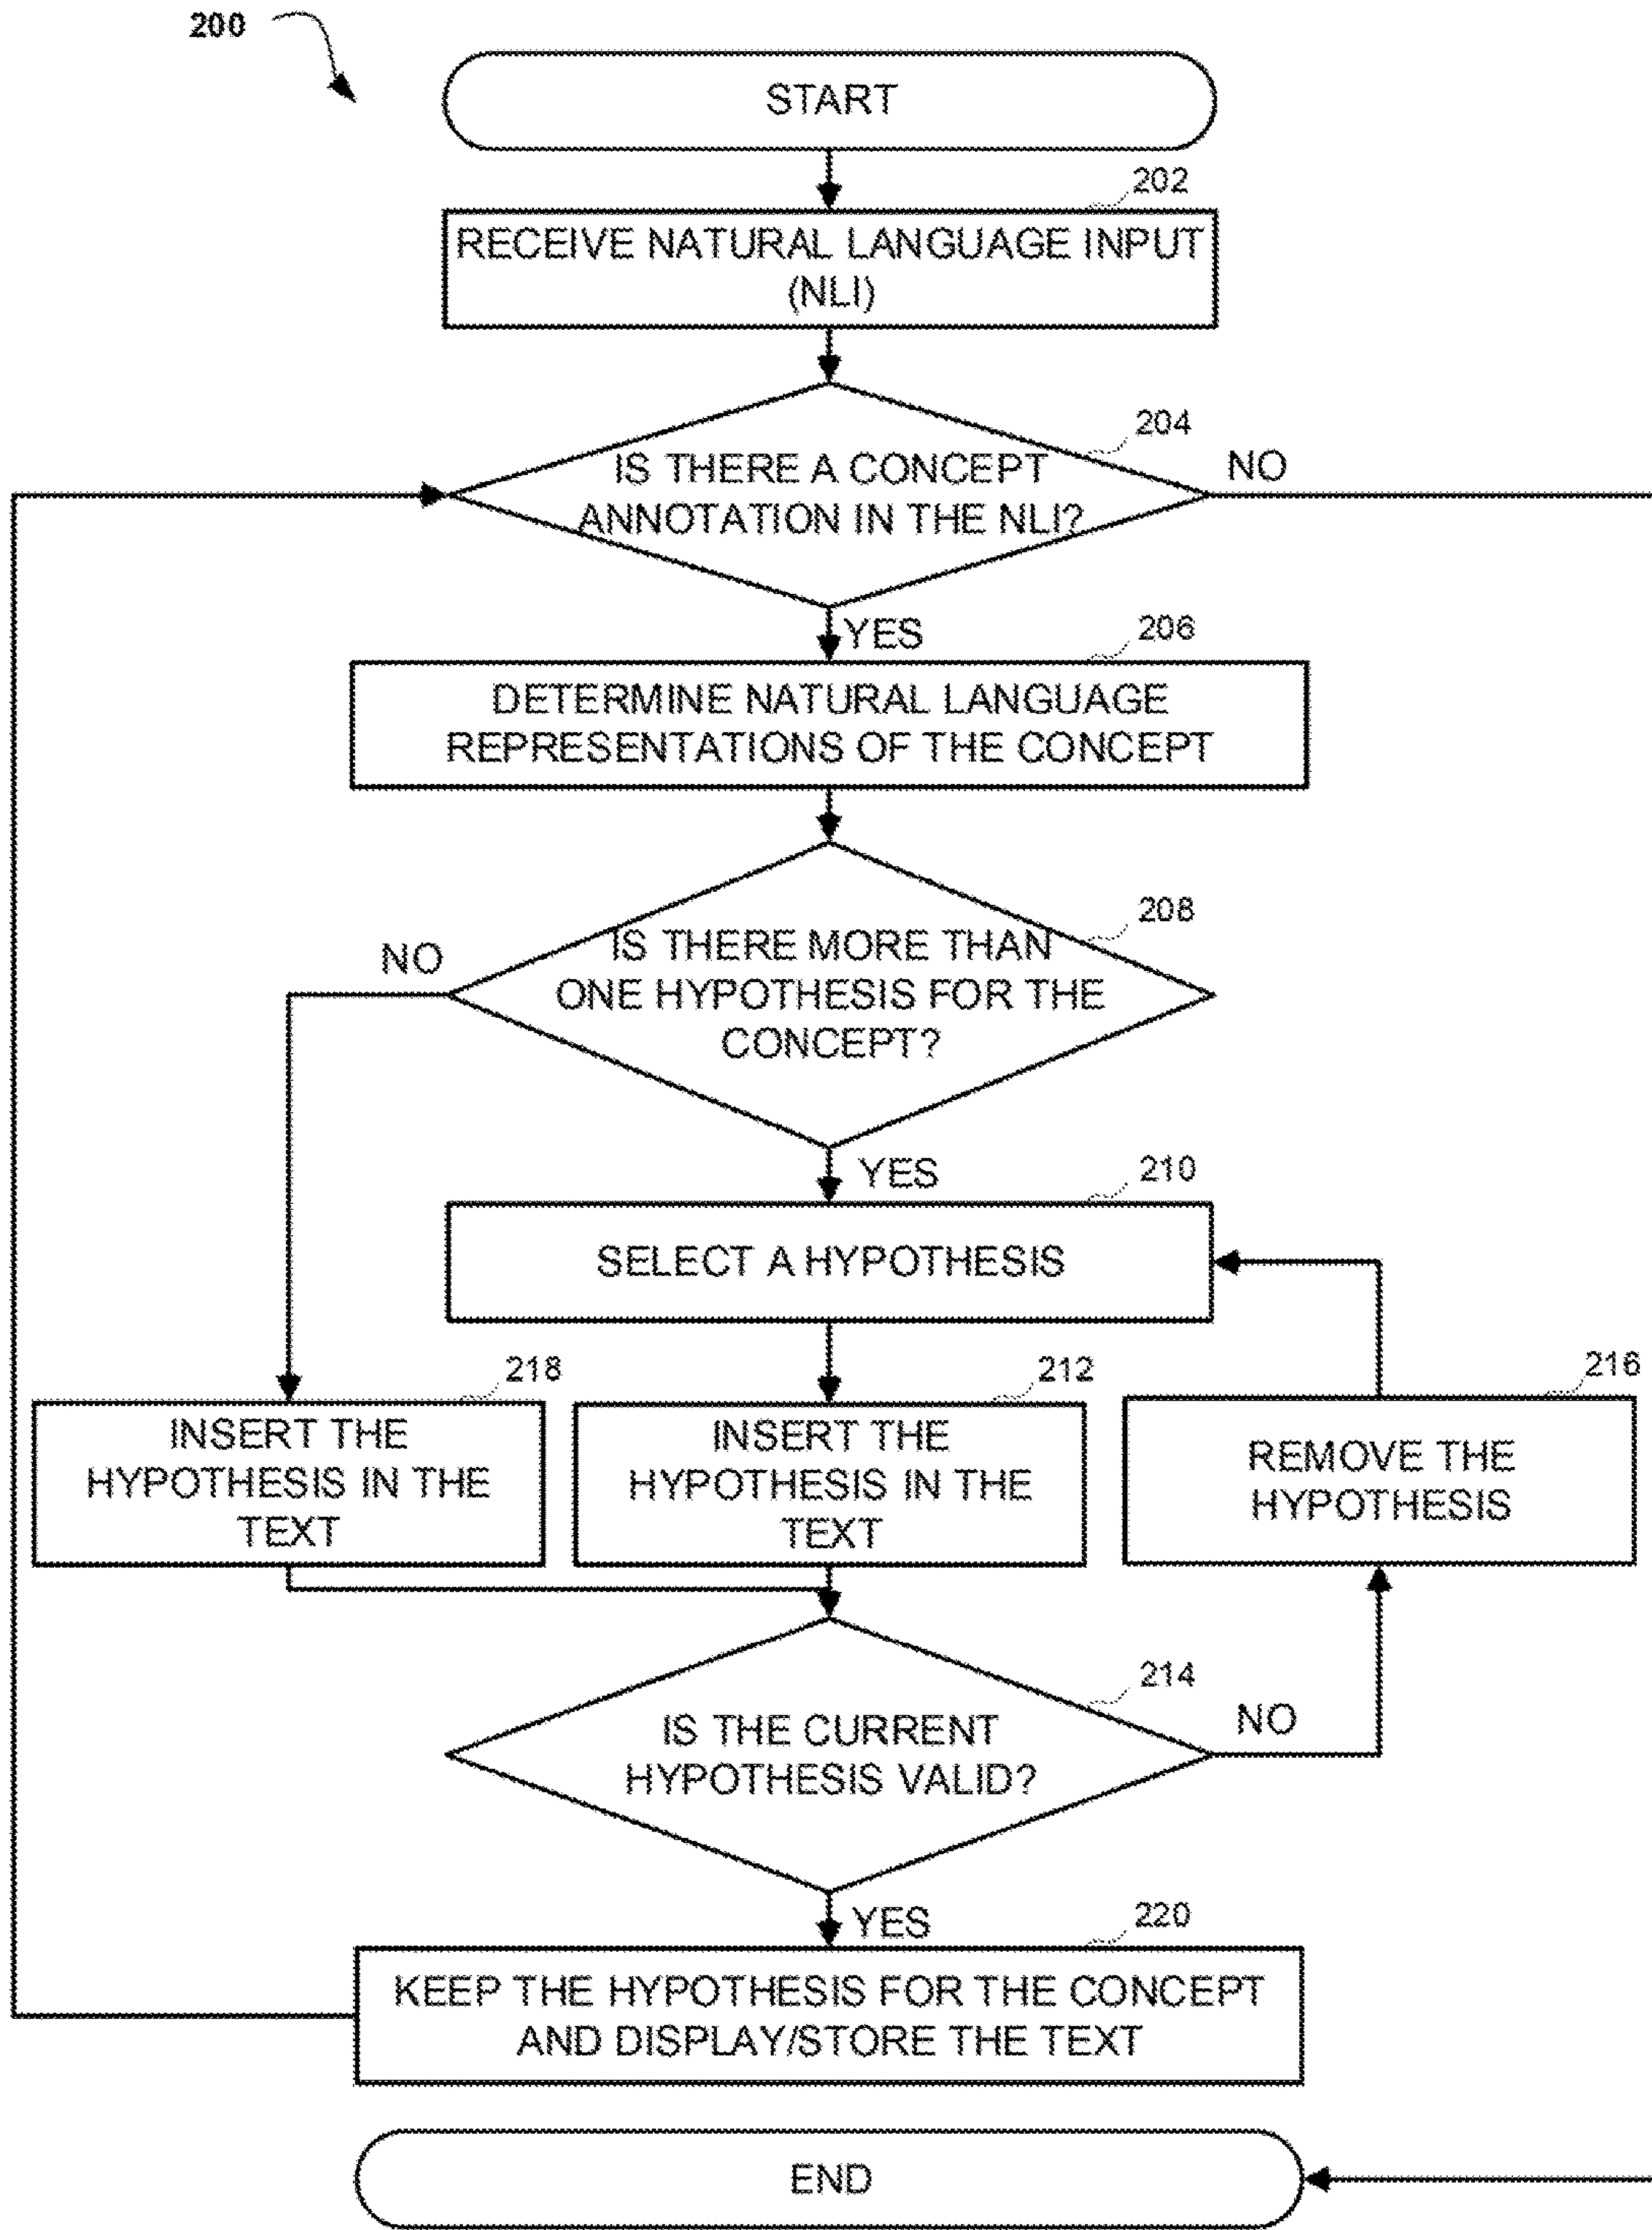 200
START
202
RECEIVE NATURAL LANGUAGE INPUT
(NLI)
204
IS THERE A CONCEPT
ANNOTATION IN THE NLI?
NO
YES
206
DETERMINE NATURAL LANGUAGE
REPRESENTATIONS OF THE CONCEPT
208
IS THERE MORE THAN
ONE HYPOTHESIS FOR THE
CONCEPT?
NO
YES
210
SELECT A HYPOTHESIS
218
INSERT THE
HYPOTHESIS IN THE
TEXT
212
INSERT THE
HYPOTHESIS IN THE
TEXT
216
REMOVE THE
HYPOTHESIS
214
IS THE CURRENT
HYPOTHESIS VALID?
NO
YES
220
KEEP THE HYPOTHESIS FOR THE CONCEPT
AND DISPLAY/STORE THE TEXT
END